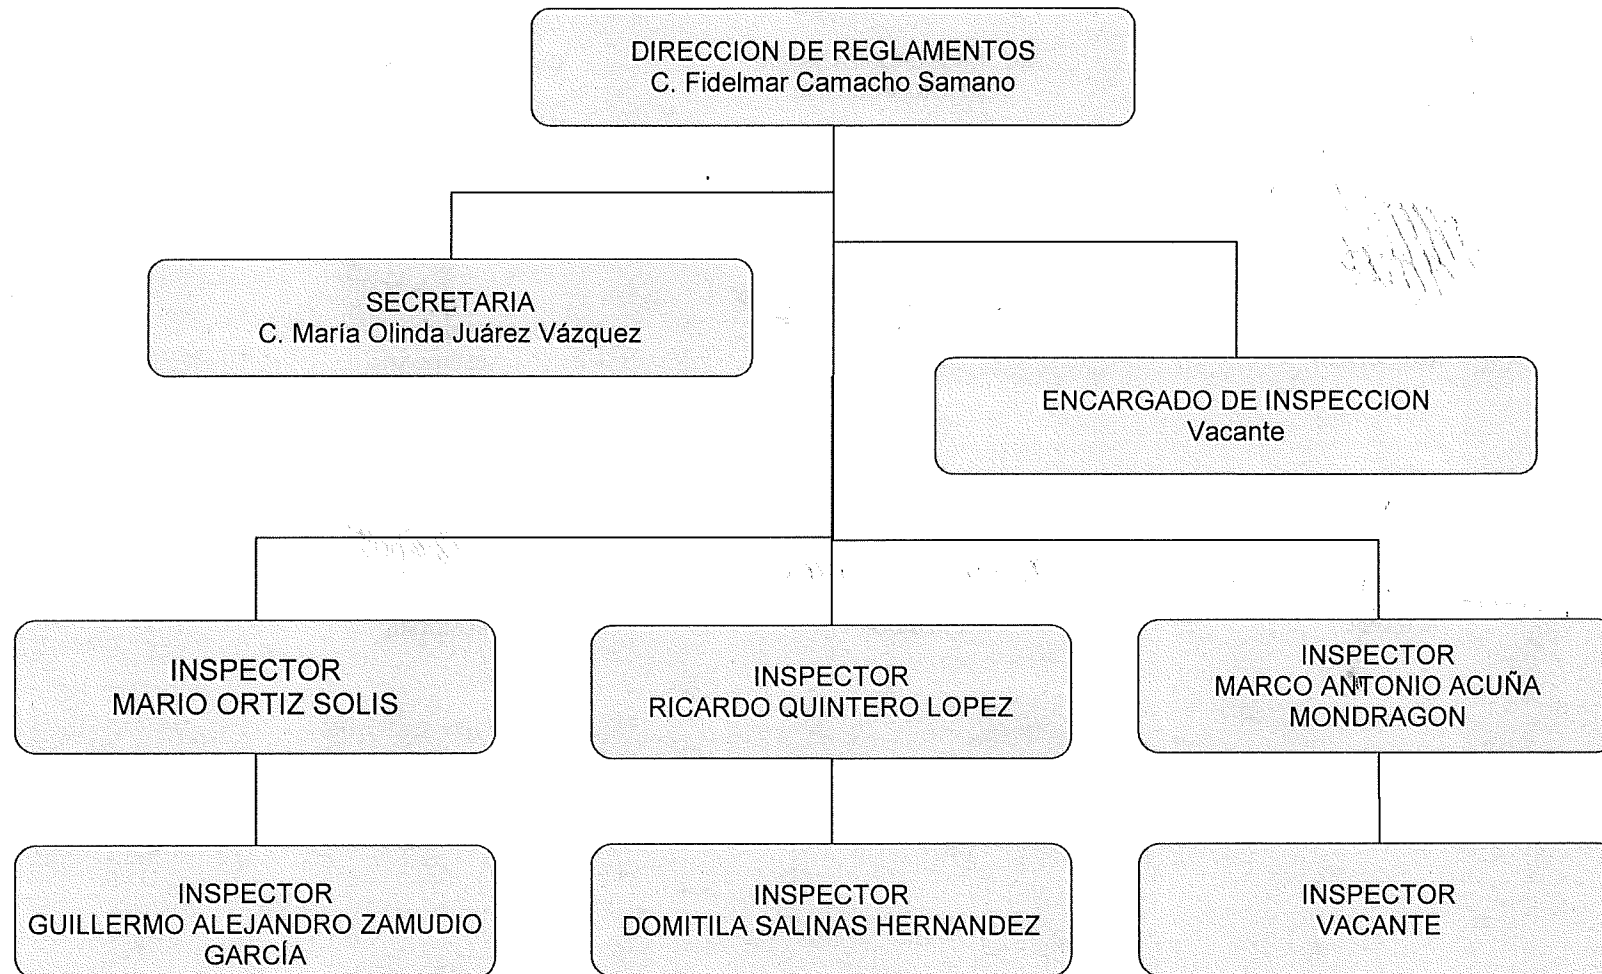 DIRECCION DE REGLAMENTOS
C. Fidelmar Camacho Samano
SECRETARIA
C. María Olinda Juárez Vázquez
ENCARGADO DE INSPECCION
Vacante
INSPECTOR
MARIO ORTIZ SOLIS
INSPECTOR
RICARDO QUINTERO LOPEZ
INSPECTOR
MARCO ANTONIO ACUÑA
MONDRAGON
INSPECTOR
GUILLERMO ALEJANDRO ZAMUDIO
GARCÍA
INSPECTOR
DOMITILA SALINAS HERNANDEZ
INSPECTOR
VACANTE